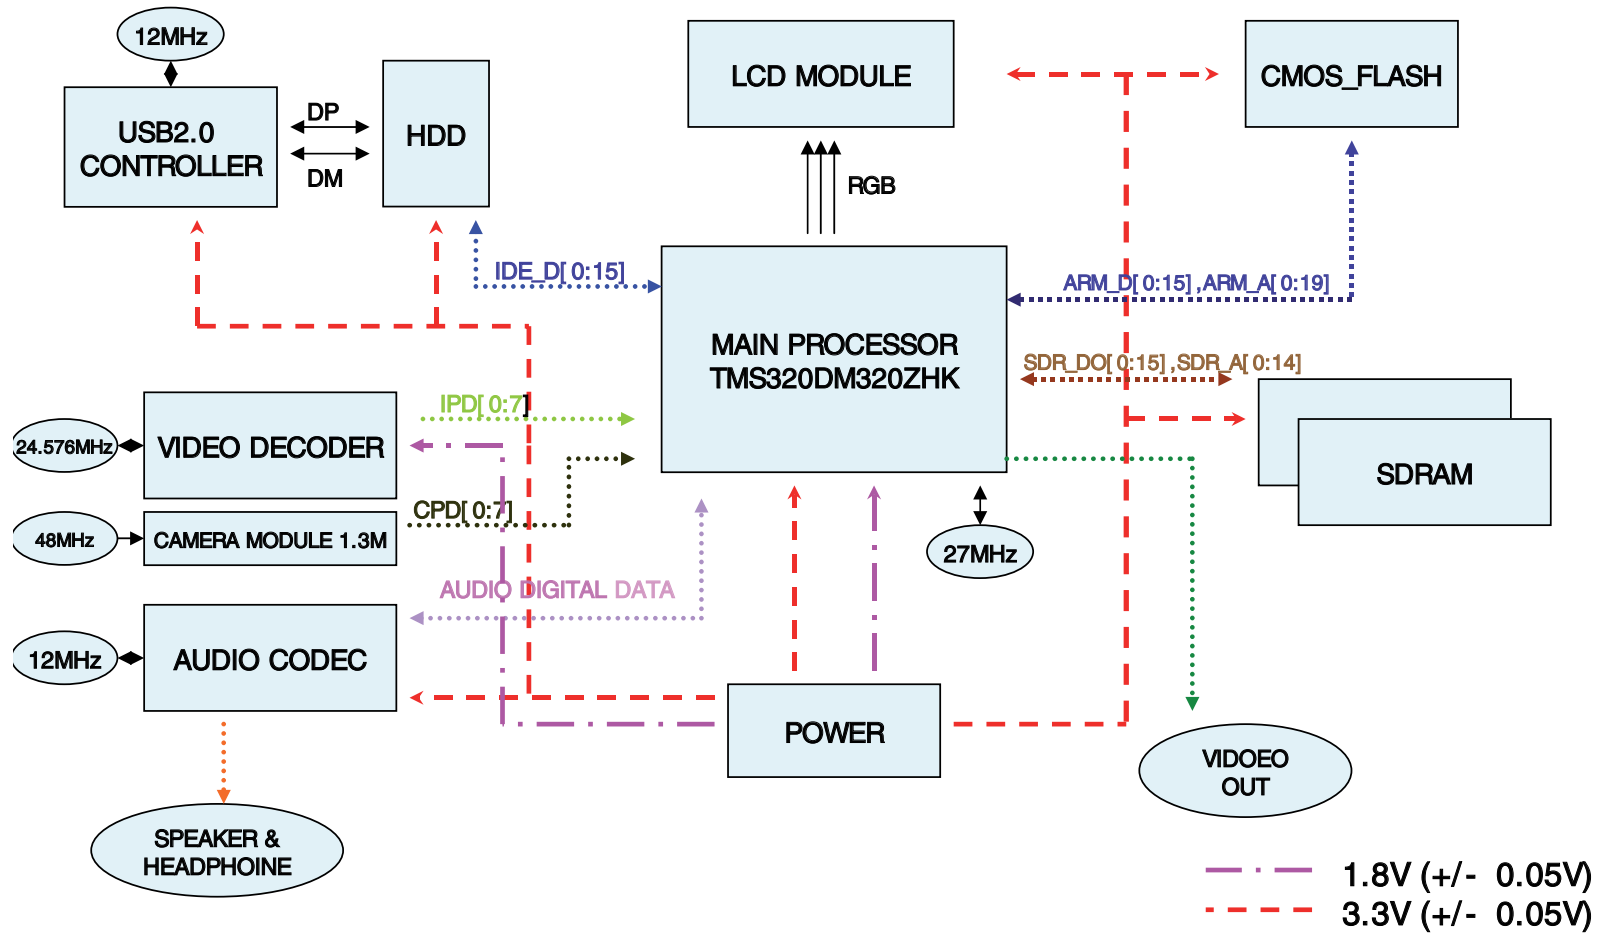 12MHz
USB2.0
CONTROLLER
DP
DM
HDD
LCD MODULE
CMOS_FLASH
RGB
IDE_D[ 0:15]
ARM_D[ 0:15] ,ARM_A[ 0:19]
MAIN PROCESSOR
TMS320DM320ZHK
SDR_DO[ 0:15] ,SDR_A[ 0:14]
IPD[ 0:7]
24.576MHz
VIDEO DECODER
SDRAM
CPD[ 0:7]
48MHz
CAMERA MODULE 1.3M
27MHz
AUDIO DIGITAL DATA
12MHz
AUDIO CODEC
POWER
VIDOEO
OUT
SPEAKER &
HEADPHOINE
1.8V (+/- 0.05V)
3.3V (+/- 0.05V)